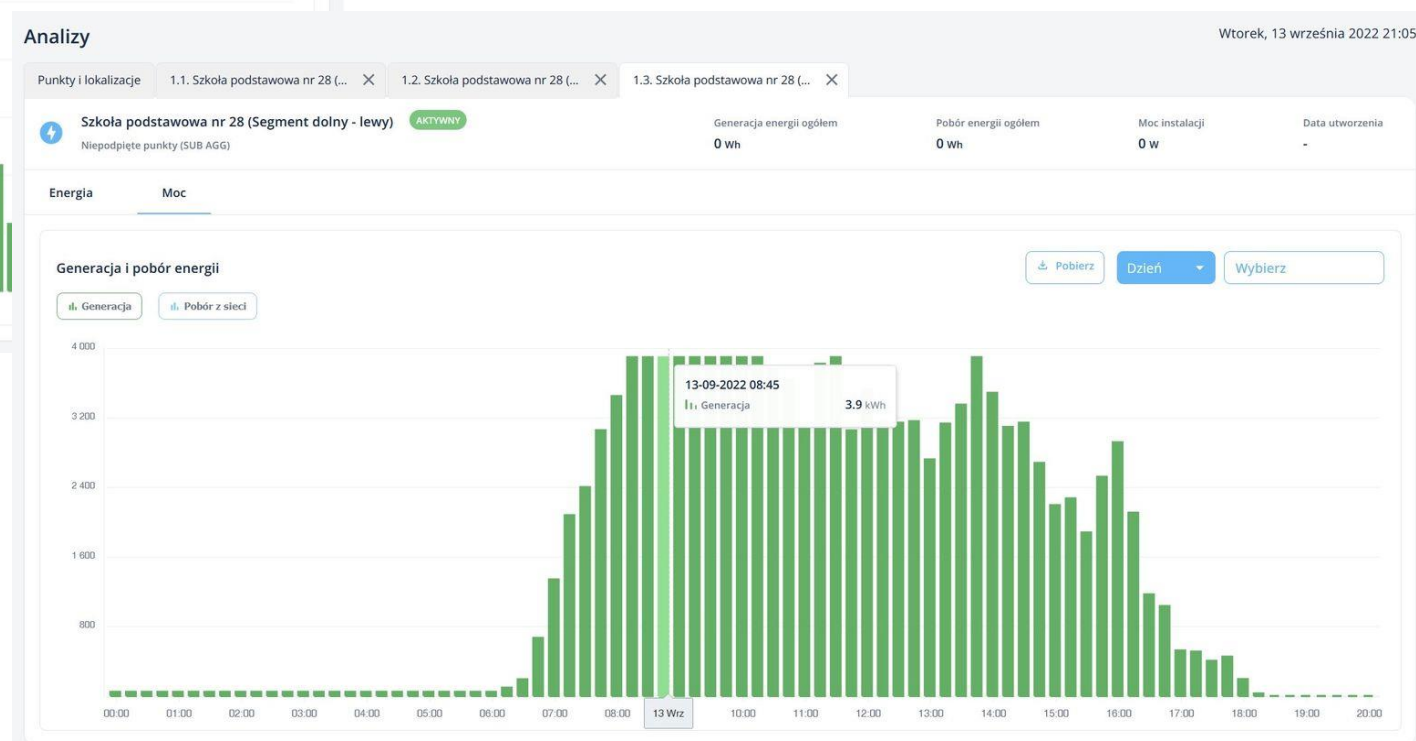 Analizy
Wtorek, 13 września 2022 21:05
Punkty i lokalizacje
1.1. Szkoła podstawowa nr 28 (...
1.2. Szkoła podstawowa nr 28 (...
1.3. Szkoła podstawowa nr 28 (...
Szkoła podstawowa nr 28 (Segment dolny - lewy)
AKTYWNY
Niepodpięte punkty (SUB AGG)
Generacja energii ogółem
0 Wh
Pobór energii ogółem
0 Wh
Moc instalacji
0 W
Data utworzenia
-
Energia
Moc
Generacja i pobór energii
Pobierz
Dzień
Wybierz
Generacja
Pobór z sieci
4 000
3 200
2 400
1 600
800
13-09-2022 08:45
Generacja 3.9 kWh
00:00 01:00 02:00 03:00 04:00 05:00 06:00 07:00 08:00 13 Wrz 10:00 11:00 12:00 13:00 14:00 15:00 16:00 17:00 18:00 19:00 20:00